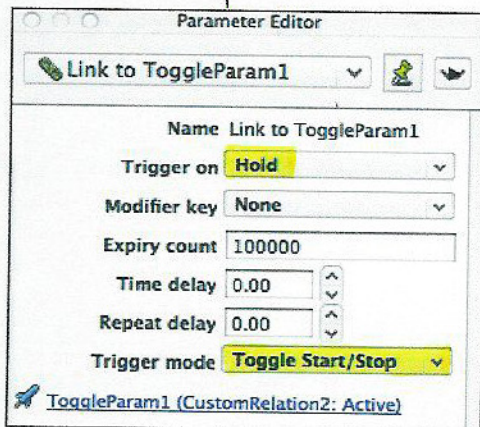 Parameter Editor
Link to ToggleParam1
Name Link to ToggleParam1
Trigger on Hold
Modifier key None
Expiry count 100000
Time delay 0.00
Repeat delay 0.00
Trigger mode Toggle Start/Stop
ToggleParam1 (CustomRelation2: Active)